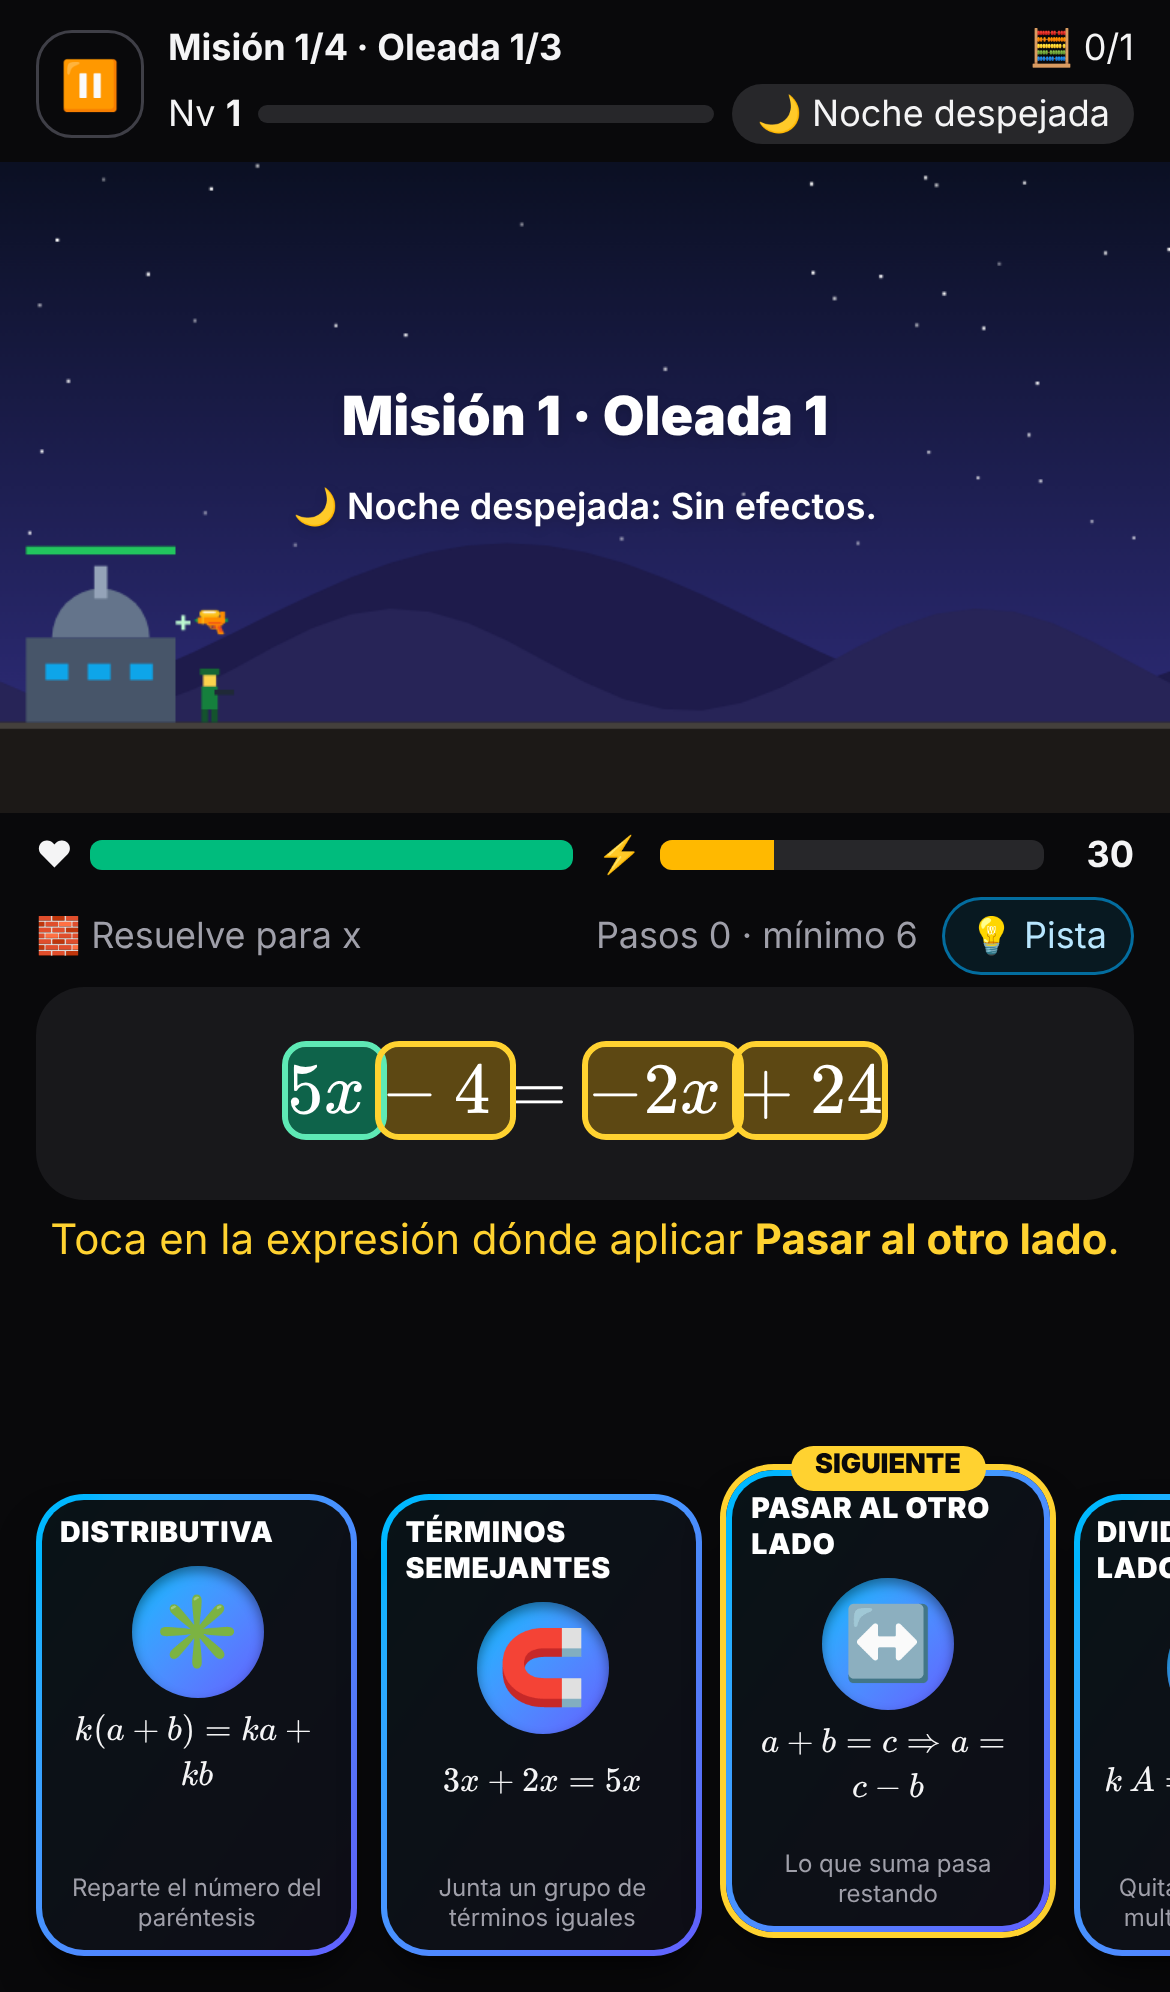 Misión 1/4 · Oleada 1/3
0/1
Nv 1
Noche despejada
Misión 1 · Oleada 1
Noche despejada: Sin efectos.
+
30
Resuelve para x
Pasos 0 · mínimo 6
Pista
5x − 4 = −2x + 24
Toca en la expresión dónde aplicar Pasar al otro lado.
SIGUIENTE
DISTRIBUTIVA
k(a + b) = ka +
kb
Reparte el número del
paréntesis
TÉRMINOS
SEMEJANTES
3x + 2x = 5x
Junta un grupo de
términos iguales
PASAR AL OTRO
LADO
a + b = c ⇒ a =
c − b
Lo que suma pasa
restando
k A